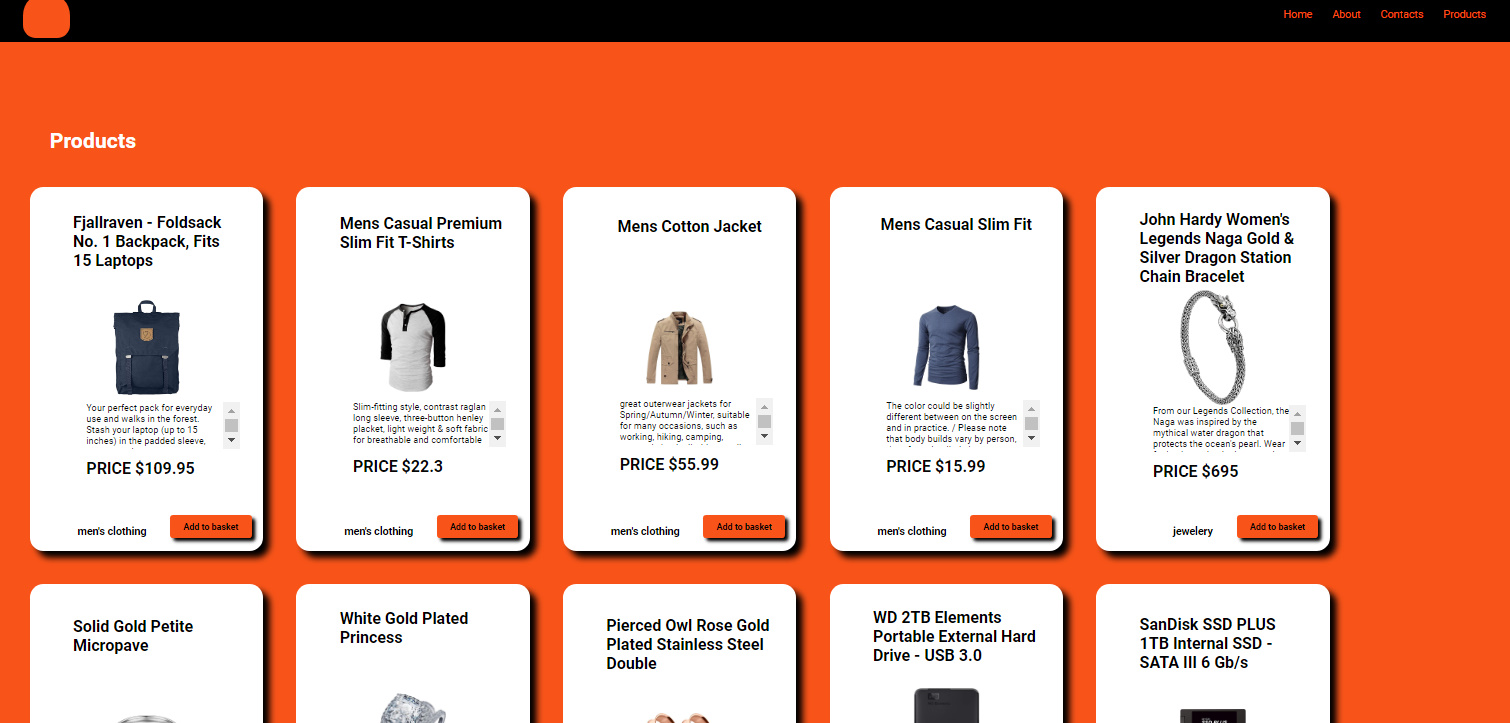 Home About Contacts Products
Products
Fjallraven - Foldsack
No. 1 Backpack, Fits
15 Laptops
Your perfect pack for everyday
use and walks in the forest.
Stash your laptop (up to 15
inches) in the padded sleeve,
PRICE $109.95
men's clothing
Add to basket
Mens Casual Premium
Slim Fit T-Shirts
Slim-fitting style, contrast raglan
long sleeve, three-button henley
placket, light weight & soft fabric
for breathable and comfortable
PRICE $22.3
men's clothing
Add to basket
Mens Cotton Jacket
great outerwear jackets for
Spring/Autumn/Winter, suitable
for many occasions, such as
working, hiking, camping,
PRICE $55.99
men's clothing
Add to basket
Mens Casual Slim Fit
The color could be slightly
different between on the screen
and in practice. / Please note
that body builds vary by person,
PRICE $15.99
men's clothing
Add to basket
John Hardy Women's
Legends Naga Gold &
Silver Dragon Station
Chain Bracelet
From our Legends Collection, the
Naga was inspired by the
mythical water dragon that
protects the ocean's pearl. Wear
PRICE $695
jewelery
Add to basket
Solid Gold Petite
Micropave
White Gold Plated
Princess
Pierced Owl Rose Gold
Plated Stainless Steel
Double
WD 2TB Elements
Portable External Hard
Drive - USB 3.0
SanDisk SSD PLUS
1TB Internal SSD -
SATA III 6 Gb/s